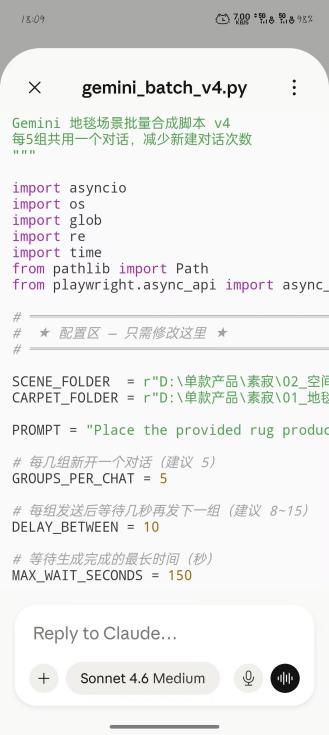 18:09
7.00 KB/S 5G 5G 98%
gemini_batch_v4.py
Gemini 地毯场景批量合成脚本 v4
每5组共用一个对话，减少新建对话次数
"""
import asyncio
import os
import glob
import re
import time
from pathlib import Path
from playwright.async_api import async_
# ══════════════════════
#  ★ 配置区 — 只需修改这里 ★
# ══════════════════════
SCENE_FOLDER  = r"D:\单款产品\素寂\02_空间
CARPET_FOLDER = r"D:\单款产品\素寂\01_地毯
PROMPT = "Place the provided rug produc
# 每几组新开一个对话（建议 5）
GROUPS_PER_CHAT = 5
# 每组发送后等待几秒再发下一组（建议 8~15）
DELAY_BETWEEN = 10
# 等待生成完成的最长时间（秒）
MAX_WAIT_SECONDS = 150
Reply to Claude...
Sonnet 4.6 Medium